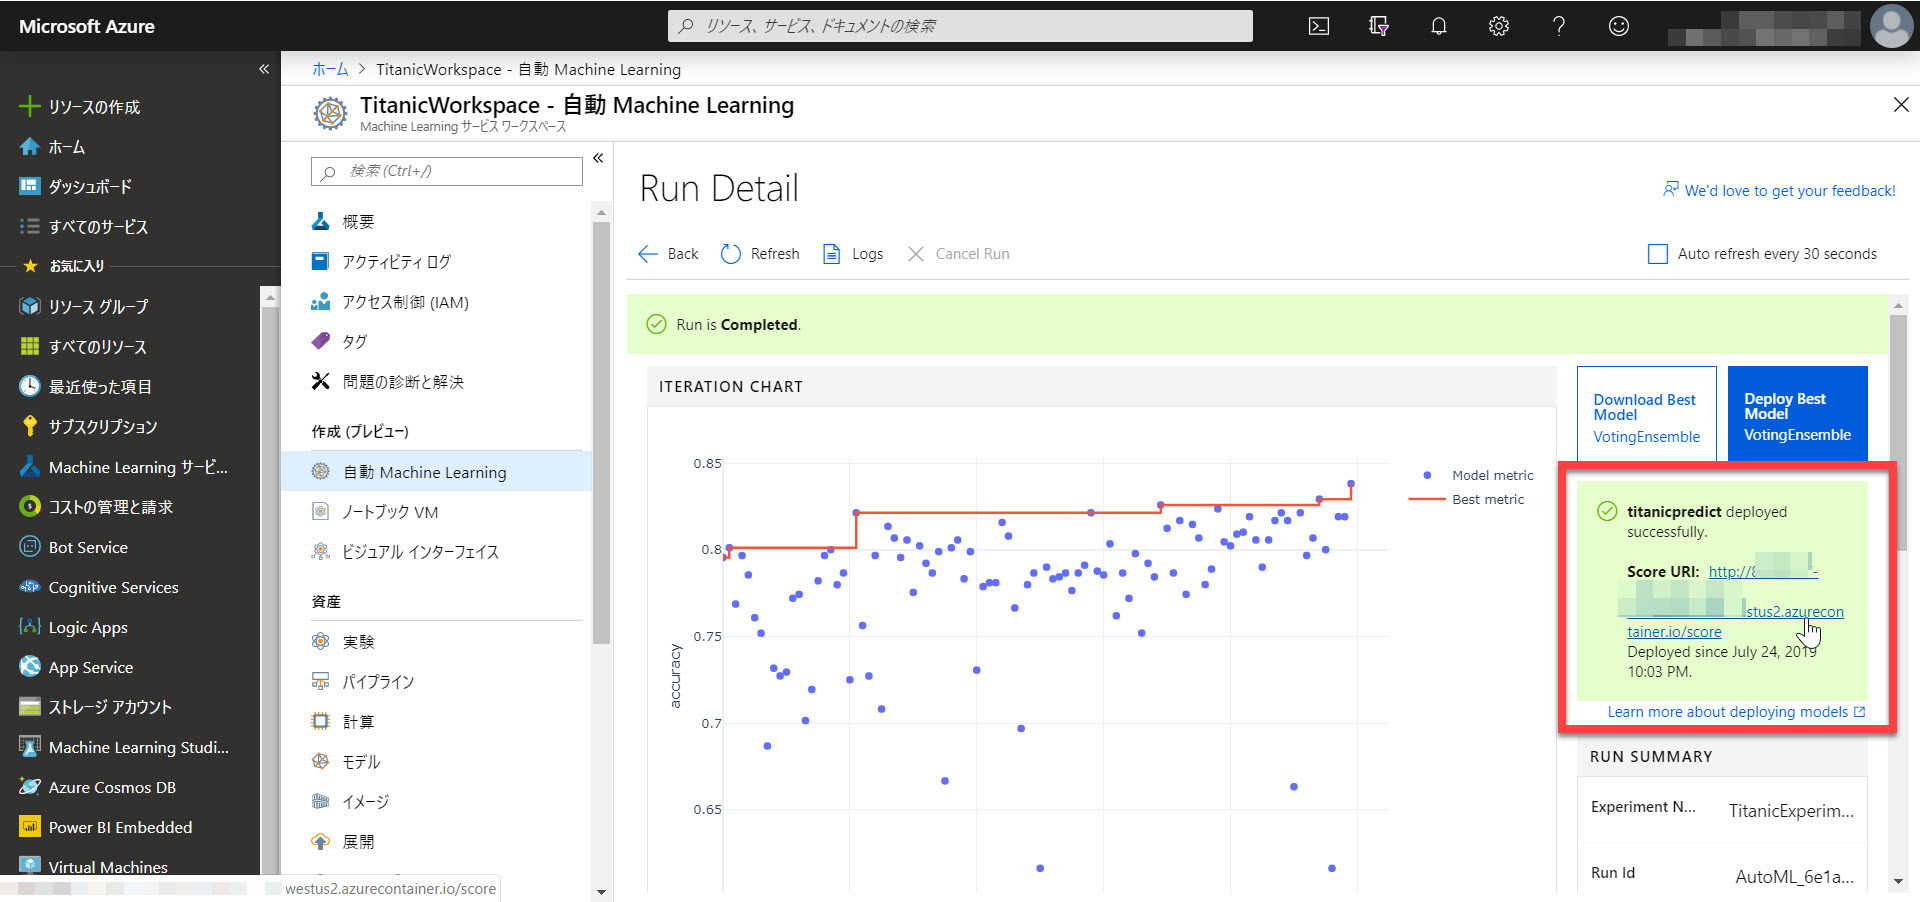 Microsoft Azure
リソース、サービス、ドキュメントの検索
リソースの作成
ホーム
ダッシュボード
すべてのサービス
お気に入り
リソース グループ
すべてのリソース
最近使った項目
サブスクリプション
Machine Learning サービ...
コストの管理と請求
Bot Service
Cognitive Services
Logic Apps
App Service
ストレージ アカウント
Machine Learning Studi...
Azure Cosmos DB
Power BI Embedded
Virtual Machines
westus2.azurecontainer.io/score
ホーム > TitanicWorkspace - 自動 Machine Learning
TitanicWorkspace - 自動 Machine Learning
Machine Learning サービス ワークスペース
検索 (Ctrl+/)
概要
アクティビティ ログ
アクセス制御 (IAM)
タグ
問題の診断と解決
作成 (プレビュー)
自動 Machine Learning
ノートブック VM
ビジュアル インターフェイス
資産
実験
パイプライン
計算
モデル
イメージ
展開
Run Detail
We'd love to get your feedback!
Back
Refresh
Logs
Cancel Run
Auto refresh every 30 seconds
Run is Completed.
ITERATION CHART
0.85
0.8
0.75
0.7
0.65
accuracy
Model metric
Best metric
Download Best
Model
VotingEnsemble
Deploy Best
Model
VotingEnsemble
titanicpredict deployed
successfully.
Score URI: http://8
-
stus2.azurecon
tainer.io/score
Deployed since July 24, 2019
10:03 PM.
Learn more about deploying models
RUN SUMMARY
Experiment N...
TitanicExperim...
Run Id
AutoML_6e1a...